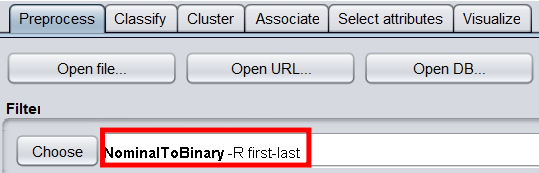 Preprocess Classify Cluster Associate Select attributes Visualize
Open file... Open URL... Open DB...
Filter
Choose NominalToBinary -R first-last